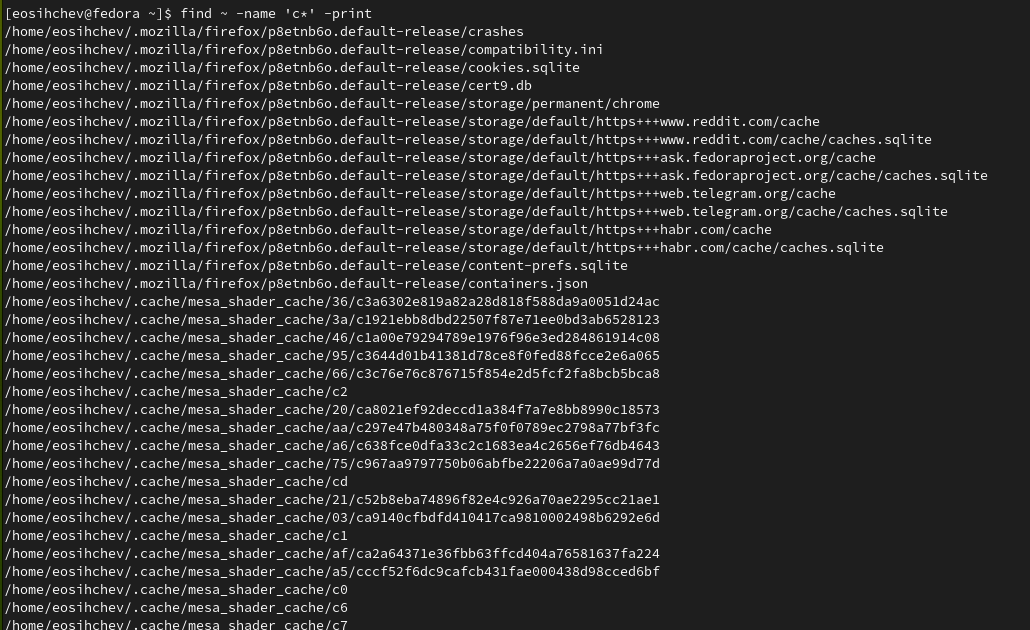 [eosihchev@fedora ~]$ find ~ -name 'c*' -print
/home/eosihchev/.mozilla/firefox/p8etnb6o.default-release/crashes
/home/eosihchev/.mozilla/firefox/p8etnb6o.default-release/compatibility.ini
/home/eosihchev/.mozilla/firefox/p8etnb6o.default-release/cookies.sqlite
/home/eosihchev/.mozilla/firefox/p8etnb6o.default-release/cert9.db
/home/eosihchev/.mozilla/firefox/p8etnb6o.default-release/storage/permanent/chrome
/home/eosihchev/.mozilla/firefox/p8etnb6o.default-release/storage/default/https+++www.reddit.com/cache
/home/eosihchev/.mozilla/firefox/p8etnb6o.default-release/storage/default/https+++www.reddit.com/cache/caches.sqlite
/home/eosihchev/.mozilla/firefox/p8etnb6o.default-release/storage/default/https+++ask.fedoraproject.org/cache
/home/eosihchev/.mozilla/firefox/p8etnb6o.default-release/storage/default/https+++ask.fedoraproject.org/cache/caches.sqlite
/home/eosihchev/.mozilla/firefox/p8etnb6o.default-release/storage/default/https+++web.telegram.org/cache
/home/eosihchev/.mozilla/firefox/p8etnb6o.default-release/storage/default/https+++web.telegram.org/cache/caches.sqlite
/home/eosihchev/.mozilla/firefox/p8etnb6o.default-release/storage/default/https+++habr.com/cache
/home/eosihchev/.mozilla/firefox/p8etnb6o.default-release/storage/default/https+++habr.com/cache/caches.sqlite
/home/eosihchev/.mozilla/firefox/p8etnb6o.default-release/content-prefs.sqlite
/home/eosihchev/.mozilla/firefox/p8etnb6o.default-release/containers.json
/home/eosihchev/.cache/mesa_shader_cache/36/c3a6302e819a82a28d818f588da9a0051d24ac
/home/eosihchev/.cache/mesa_shader_cache/3a/c1921ebb8dbd22507f87e71ee0bd3ab6528123
/home/eosihchev/.cache/mesa_shader_cache/46/c1a00e79294789e1976f96e3ed284861914c08
/home/eosihchev/.cache/mesa_shader_cache/95/c3644d01b41381d78ce8f0fed88fcce2e6a065
/home/eosihchev/.cache/mesa_shader_cache/66/c3c76e76c876715f854e2d5fcf2fa8bcb5bca8
/home/eosihchev/.cache/mesa_shader_cache/c2
/home/eosihchev/.cache/mesa_shader_cache/20/ca8021ef92deccd1a384f7a7e8bb8990c18573
/home/eosihchev/.cache/mesa_shader_cache/aa/c297e47b480348a75f0f0789ec2798a77bf3fc
/home/eosihchev/.cache/mesa_shader_cache/a6/c638fce0dfa33c2c1683ea4c2656ef76db4643
/home/eosihchev/.cache/mesa_shader_cache/75/c967aa9797750b06abfbe22206a7a0ae99d77d
/home/eosihchev/.cache/mesa_shader_cache/cd
/home/eosihchev/.cache/mesa_shader_cache/21/c52b8eba74896f82e4c926a70ae2295cc21ae1
/home/eosihchev/.cache/mesa_shader_cache/03/ca9140cfbdfd410417ca9810002498b6292e6d
/home/eosihchev/.cache/mesa_shader_cache/c1
/home/eosihchev/.cache/mesa_shader_cache/af/ca2a64371e36fbb63ffcd404a76581637fa224
/home/eosihchev/.cache/mesa_shader_cache/a5/cccf52f6dc9cafcb431fae000438d98cced6bf
/home/eosihchev/.cache/mesa_shader_cache/c0
/home/eosihchev/.cache/mesa_shader_cache/c6
/home/eosihchev/.cache/mesa_shader_cache/c7